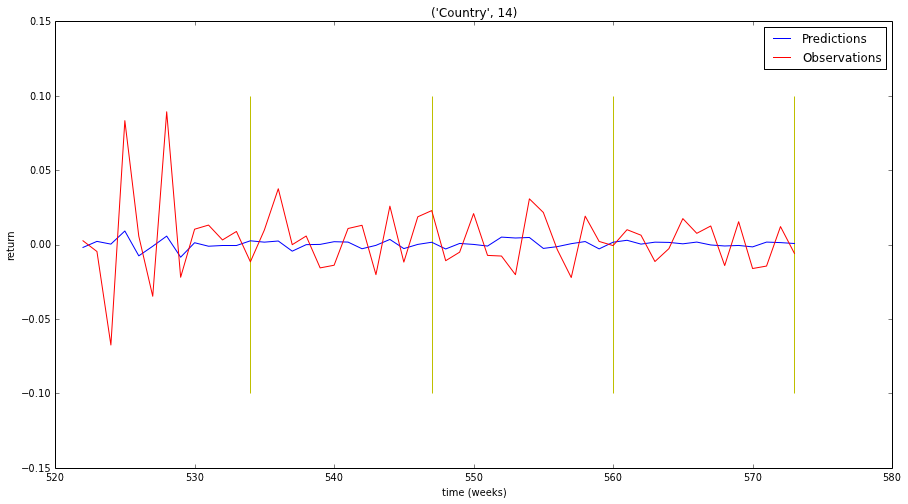 ('Country', 14)
Predictions
Observations
0.15
0.10
0.05
0.00
−0.05
−0.10
−0.15
return
520
530
540
550
560
570
580
time (weeks)